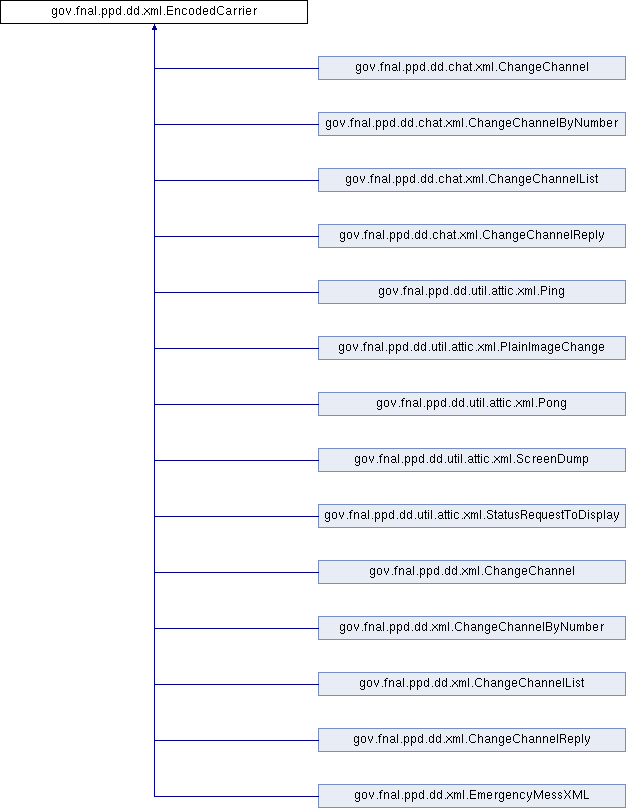 gov.fnal.ppd.dd.xml.EncodedCarrier
gov.fnal.ppd.dd.chat.xml.ChangeChannel
gov.fnal.ppd.dd.chat.xml.ChangeChannelByNumber
gov.fnal.ppd.dd.chat.xml.ChangeChannelList
gov.fnal.ppd.dd.chat.xml.ChangeChannelReply
gov.fnal.ppd.dd.util.attic.xml.Ping
gov.fnal.ppd.dd.util.attic.xml.PlainImageChange
gov.fnal.ppd.dd.util.attic.xml.Pong
gov.fnal.ppd.dd.util.attic.xml.ScreenDump
gov.fnal.ppd.dd.util.attic.xml.StatusRequestToDisplay
gov.fnal.ppd.dd.xml.ChangeChannel
gov.fnal.ppd.dd.xml.ChangeChannelByNumber
gov.fnal.ppd.dd.xml.ChangeChannelList
gov.fnal.ppd.dd.xml.ChangeChannelReply
gov.fnal.ppd.dd.xml.EmergencyMessXML